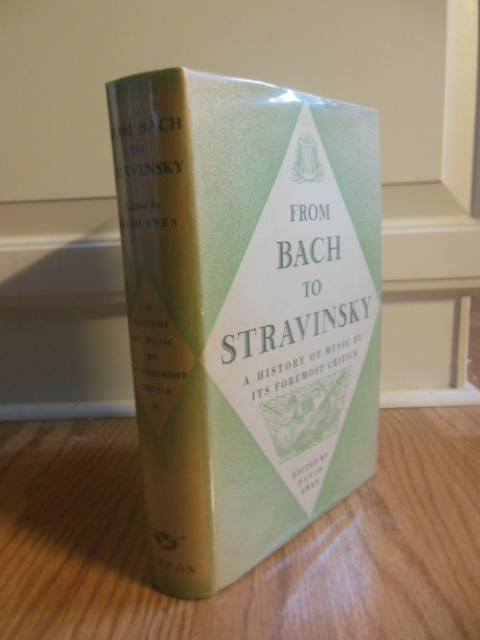 FROM
BACH
TO
STRAVINSKY
A HISTORY OF MUSIC BY
ITS FOREMOST CRITICS
EDITED BY
DAVID
EWEN
BACH
TO
Edited by
EWEN
A
HISTORY
OF MUSIC
BY
FOREMOST
CRITICS